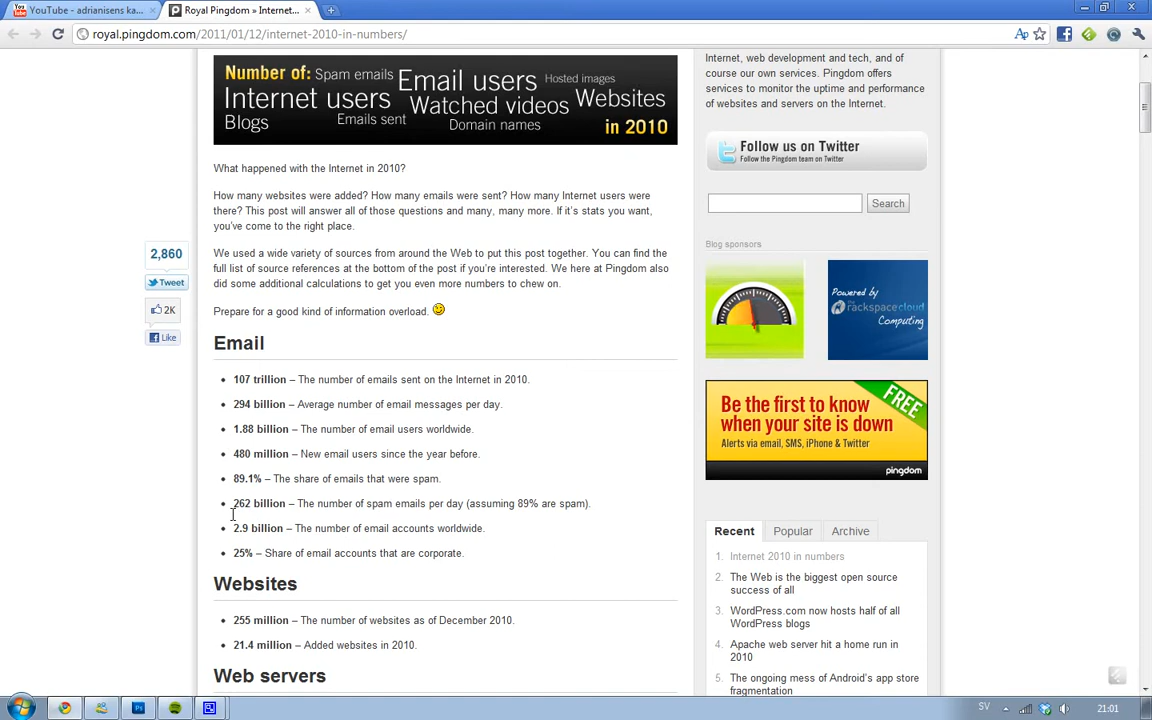 YouTube - adrianisens ka...
Royal Pingdom » Internet...
royal.pingdom.com/2011/01/12/internet-2010-in-numbers/
Number of: Spam emails Email users Hosted images
Internet users Watched videos Websites
Blogs Emails sent Domain names in 2010
What happened with the Internet in 2010?
How many websites were added? How many emails were sent? How many Internet users were
there? This post will answer all of those questions and many, many more. If it's stats you want,
you've come to the right place.
We used a wide variety of sources from around the Web to put this post together. You can find the
full list of source references at the bottom of the post if you're interested. We here at Pingdom also
did some additional calculations to get you even more numbers to chew on.
Prepare for a good kind of information overload.
2,860
Tweet
2K
Like
Email
107 trillion – The number of emails sent on the Internet in 2010.
294 billion – Average number of email messages per day.
1.88 billion – The number of email users worldwide.
480 million – New email users since the year before.
89.1% – The share of emails that were spam.
262 billion – The number of spam emails per day (assuming 89% are spam).
2.9 billion – The number of email accounts worldwide.
25% – Share of email accounts that are corporate.
Websites
255 million – The number of websites as of December 2010.
21.4 million – Added websites in 2010.
Web servers
Internet, web development and tech, and of
course our own services. Pingdom offers
services to monitor the uptime and performance
of websites and servers on the Internet.
Follow us on Twitter
Follow the Pingdom team on Twitter
Search
Blog sponsors
Powered by
the rackspacecloud
Computing
Be the first to know
when your site is down
FREE
Alerts via email, SMS, iPhone & Twitter
pingdom
Recent Popular Archive
1. Internet 2010 in numbers
2. The Web is the biggest open source
success of all
3. WordPress.com now hosts half of all
WordPress blogs
4. Apache web server hit a home run in
2010
5. The ongoing mess of Android's app store
fragmentation
SV
21:01